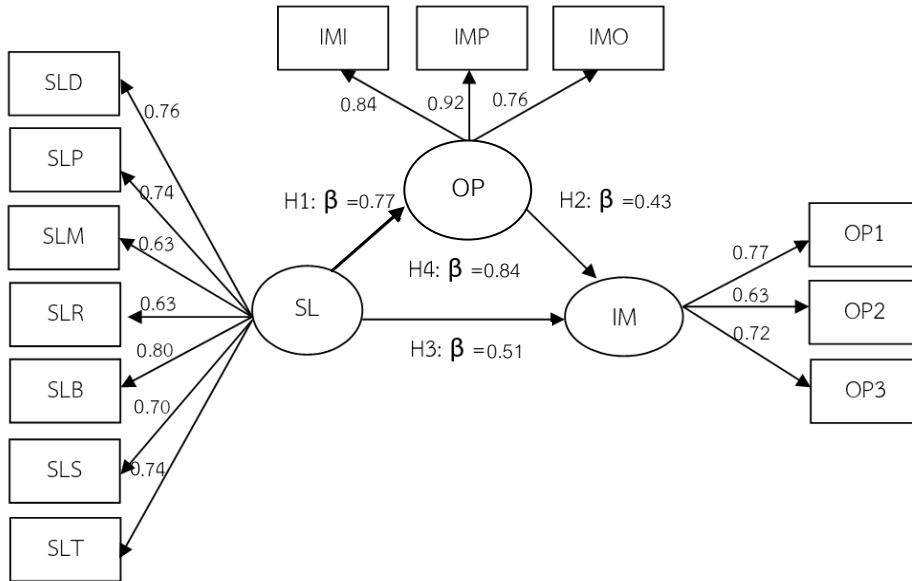 IMI
IMP
IMO
SLD
0.76
0.84
0.92
0.76
SLP
0.74
OP
H1: β =0.77
H2: β =0.43
SLM
0.63
OP1
0.77
H4: β =0.84
SLR
0.63
SL
IM
0.63
OP2
0.80
H3: β =0.51
0.72
SLB
0.70
OP3
SLS
0.74
SLT